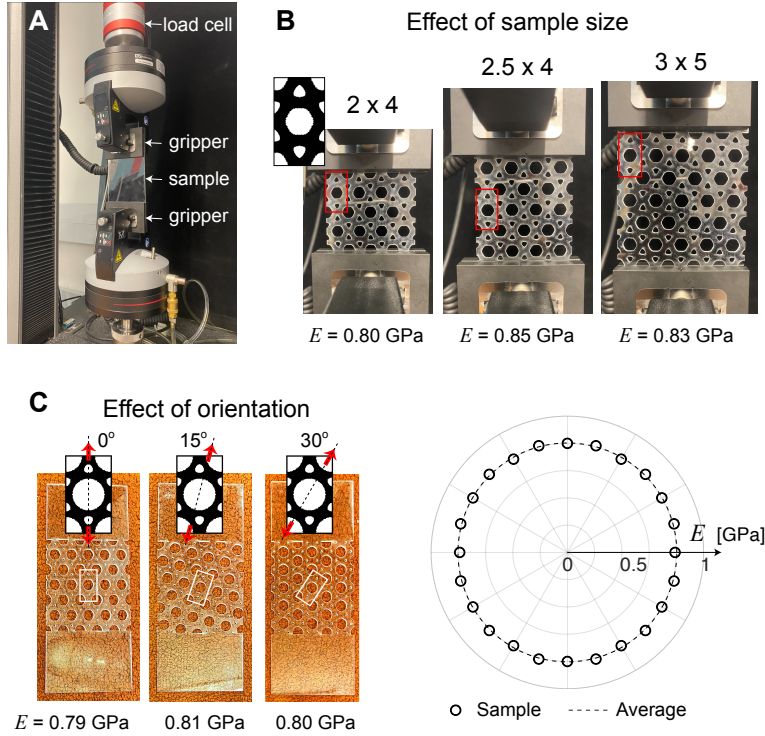 A
load cell
gripper
sample
gripper
B
Effect of sample size
2 x 4
2.5 x 4
3 x 5
E = 0.80 GPa
E = 0.85 GPa
E = 0.83 GPa
C
Effect of orientation
0°
15°
30°
E = 0.79 GPa
0.81 GPa
0.80 GPa
E [GPa]
0
0.5
1
Sample
Average